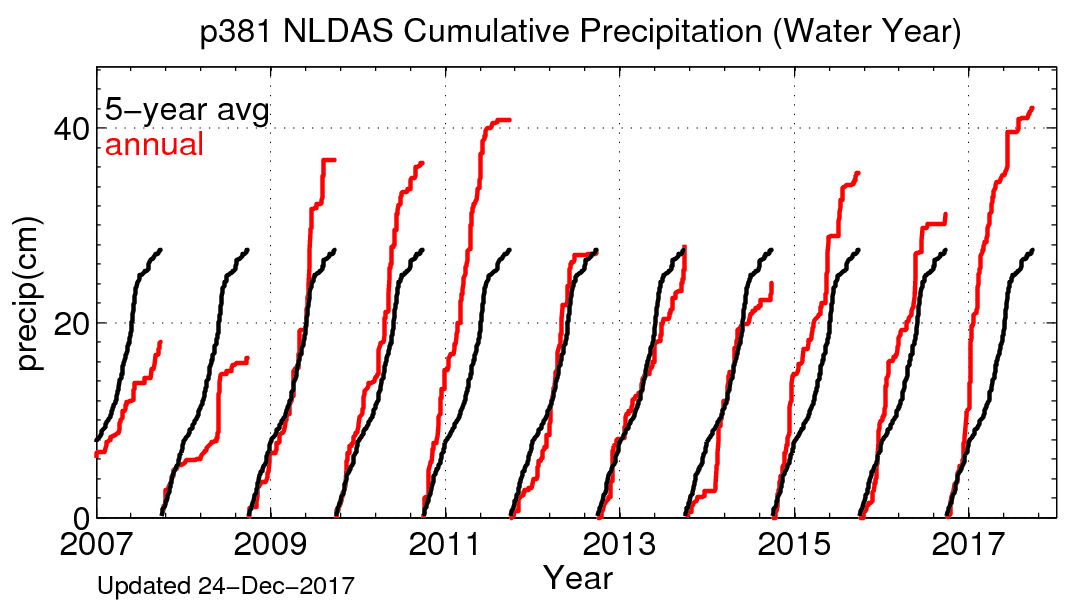 p381 NLDAS Cumulative Precipitation (Water Year)
5−year avg
annual
40
20
0
precip(cm)
2007 2009 2011 2013 2015 2017
Year
Updated 24−Dec−2017